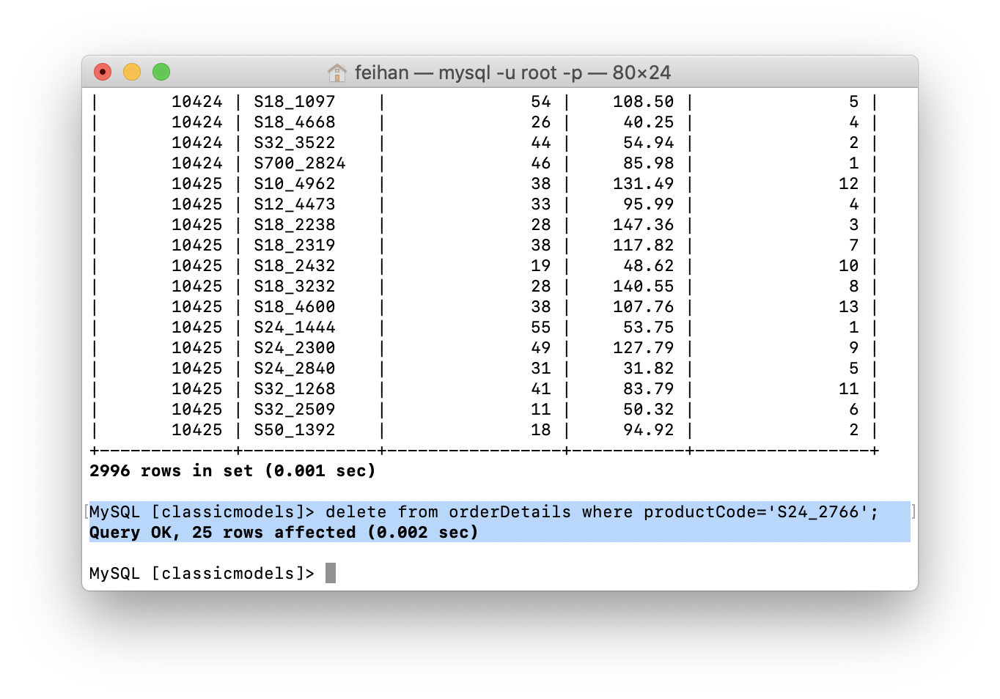 feihan — mysql -u root -p — 80×24
|        10424 | S18_1097    |              54 |    108.50 |               5 |
|        10424 | S18_4668    |              26 |     40.25 |               4 |
|        10424 | S32_3522    |              44 |     54.94 |               2 |
|        10424 | S700_2824   |              46 |     85.98 |               1 |
|        10425 | S10_4962    |              38 |    131.49 |              12 |
|        10425 | S12_4473    |              33 |     95.99 |               4 |
|        10425 | S18_2238    |              28 |    147.36 |               3 |
|        10425 | S18_2319    |              38 |    117.82 |               7 |
|        10425 | S18_2432    |              19 |     48.62 |              10 |
|        10425 | S18_3232    |              28 |    140.55 |               8 |
|        10425 | S18_4600    |              38 |    107.76 |              13 |
|        10425 | S24_1444    |              55 |     53.75 |               1 |
|        10425 | S24_2300    |              49 |    127.79 |               9 |
|        10425 | S24_2840    |              31 |     31.82 |               5 |
|        10425 | S32_1268    |              41 |     83.79 |              11 |
|        10425 | S32_2509    |              11 |     50.32 |               6 |
|        10425 | S50_1392    |              18 |     94.92 |               2 |
+-------------+-------------+-----------------+-----------+-----------------+
2996 rows in set (0.001 sec)
[MySQL [classicmodels]> delete from orderDetails where productCode='S24_2766'; ]
Query OK, 25 rows affected (0.002 sec)
MySQL [classicmodels]>